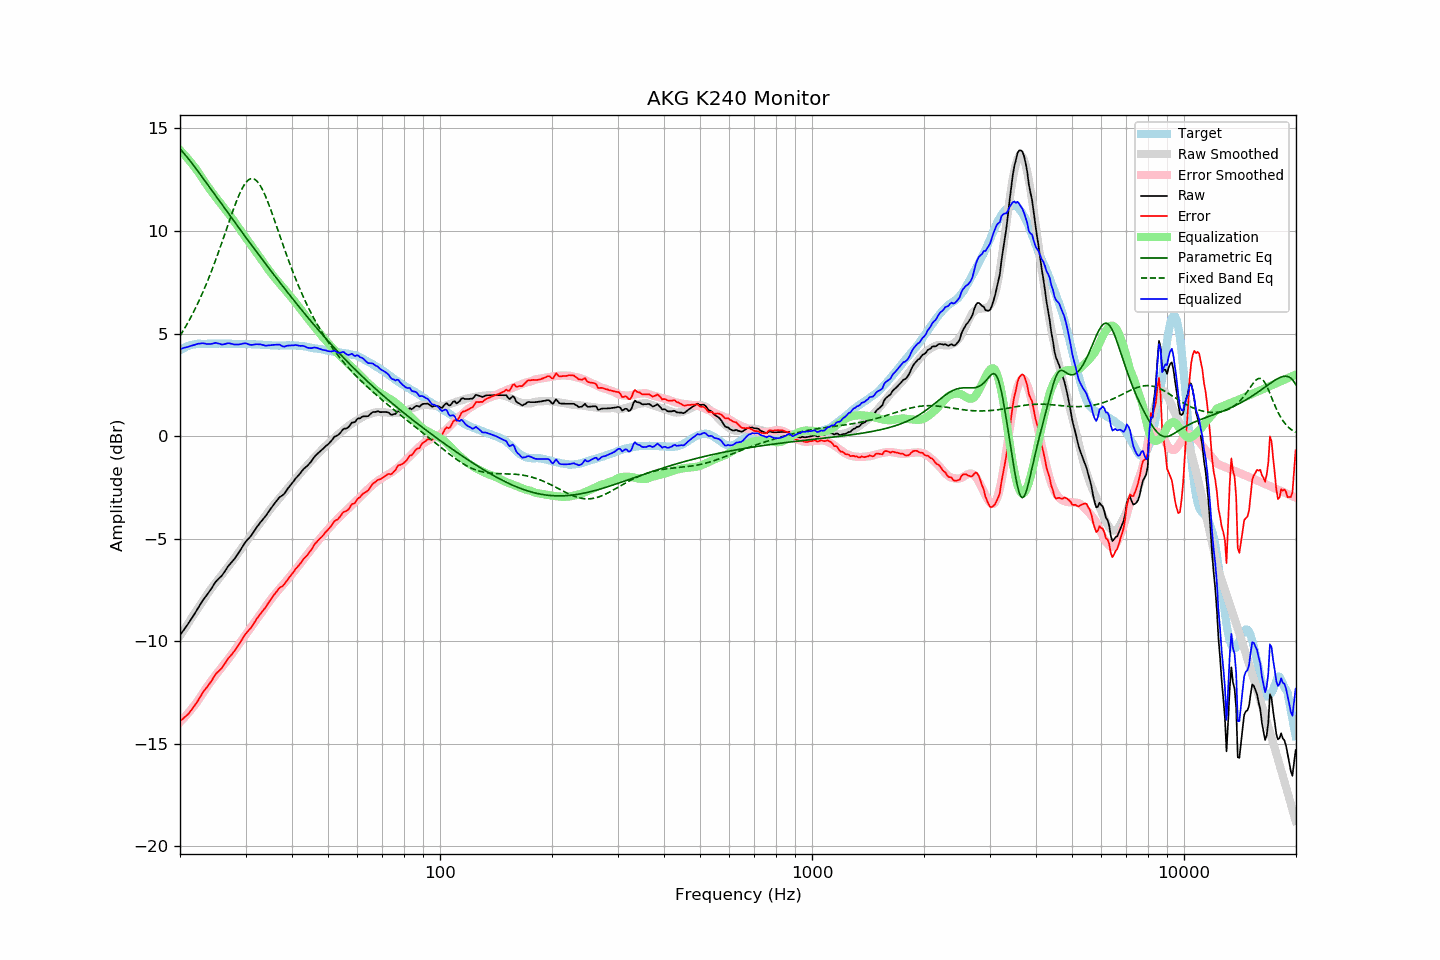 AKG K240 Monitor
15
10
5
0
−5
−10
−15
−20
Amplitude (dBr)
100
1000
10000
Frequency (Hz)
Target
Raw Smoothed
Error Smoothed
Raw
Error
Equalization
Parametric Eq
Fixed Band Eq
Equalized